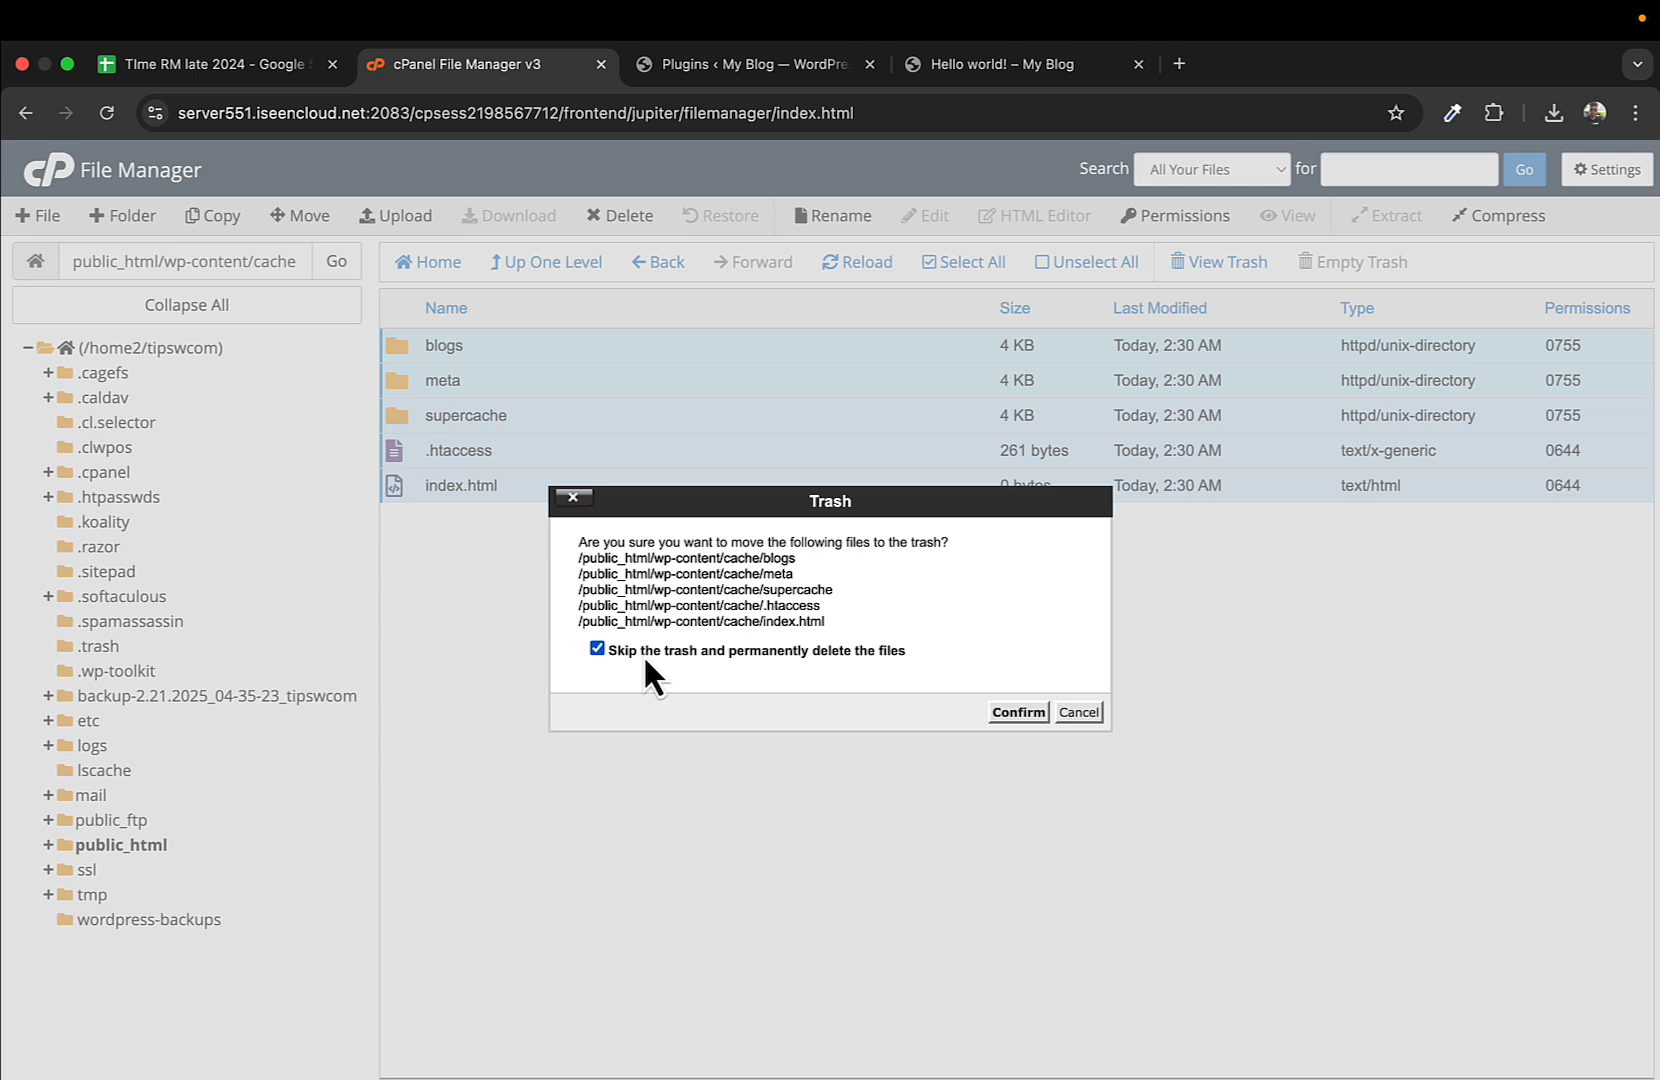 TIme RM late 2024 - Google S
cPanel File Manager v3
Plugins ‹ My Blog — WordPre
Hello world! – My Blog
server551.iseencloud.net:2083/cpsess2198567712/frontend/jupiter/filemanager/index.html
cP File Manager
Search All Your Files for Go Settings
File Folder Copy Move Upload Download Delete Restore Rename Edit HTML Editor Permissions View Extract Compress
public_html/wp-content/cache Go
Home Up One Level Back Forward Reload Select All Unselect All View Trash Empty Trash
Collapse All
(/home2/tipswcom)
.cagefs
.caldav
.cl.selector
.clwpos
.cpanel
.htpasswds
.koality
.razor
.sitepad
.softaculous
.spamassassin
.trash
.wp-toolkit
backup-2.21.2025_04-35-23_tipswcom
etc
logs
lscache
mail
public_ftp
public_html
ssl
tmp
wordpress-backups
Name Size Last Modified Type Permissions
blogs 4 KB Today, 2:30 AM httpd/unix-directory 0755
meta 4 KB Today, 2:30 AM httpd/unix-directory 0755
supercache 4 KB Today, 2:30 AM httpd/unix-directory 0755
.htaccess 261 bytes Today, 2:30 AM text/x-generic 0644
index.html 0 bytes Today, 2:30 AM text/html 0644
Trash
Are you sure you want to move the following files to the trash?
/public_html/wp-content/cache/blogs
/public_html/wp-content/cache/meta
/public_html/wp-content/cache/supercache
/public_html/wp-content/cache/.htaccess
/public_html/wp-content/cache/index.html
Skip the trash and permanently delete the files
Confirm Cancel